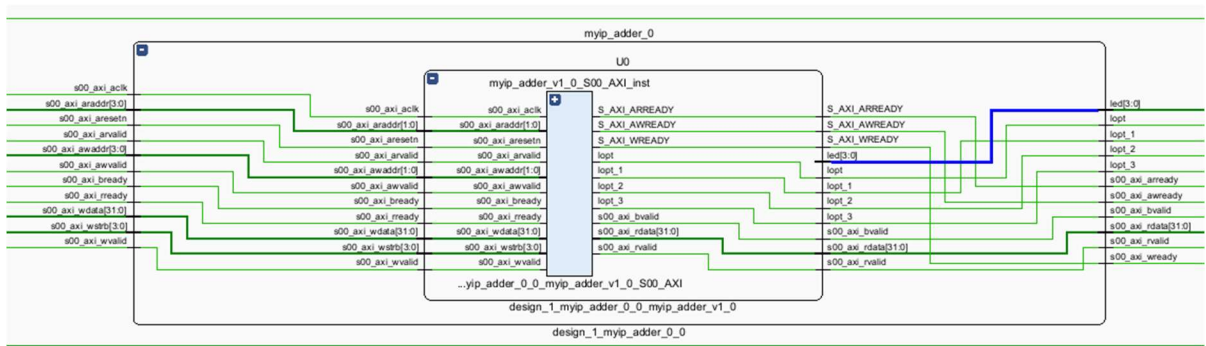 myip_adder_0
U0
myip_adder_v1_0_S00_AXI_inst
s00_axi_aclk
s00_axi_araddr[3:0]
s00_axi_aresetn
s00_axi_arvalid
s00_axi_awaddr[3:0]
s00_axi_awvalid
s00_axi_bready
s00_axi_rready
s00_axi_wdata[31:0]
s00_axi_wstrb[3:0]
s00_axi_wvalid
s00_axi_aclk
s00_axi_araddr[1:0]
s00_axi_aresetn
s00_axi_arvalid
s00_axi_awaddr[1:0]
s00_axi_awvalid
s00_axi_bready
s00_axi_rready
s00_axi_wdata[31:0]
s00_axi_wstrb[3:0]
s00_axi_wvalid
s00_axi_aclk
s00_axi_araddr[1:0]
s00_axi_aresetn
s00_axi_arvalid
s00_axi_awaddr[1:0]
s00_axi_awvalid
s00_axi_bready
s00_axi_rready
s00_axi_wdata[31:0]
s00_axi_wstrb[3:0]
s00_axi_wvalid
S_AXI_ARREADY
S_AXI_AWREADY
S_AXI_WREADY
lopt
lopt_1
lopt_2
lopt_3
s00_axi_bvalid
s00_axi_rdata[31:0]
s00_axi_rvalid
S_AXI_ARREADY
S_AXI_AWREADY
S_AXI_WREADY
led[3:0]
lopt
lopt_1
lopt_2
lopt_3
s00_axi_bvalid
s00_axi_rdata[31:0]
s00_axi_rvalid
led[3:0]
lopt
lopt_1
lopt_2
lopt_3
s00_axi_arready
s00_axi_awready
s00_axi_bvalid
s00_axi_rdata[31:0]
s00_axi_rvalid
s00_axi_wready
...yip_adder_0_0_myip_adder_v1_0_S00_AXI
design_1_myip_adder_0_0_myip_adder_v1_0
design_1_myip_adder_0_0